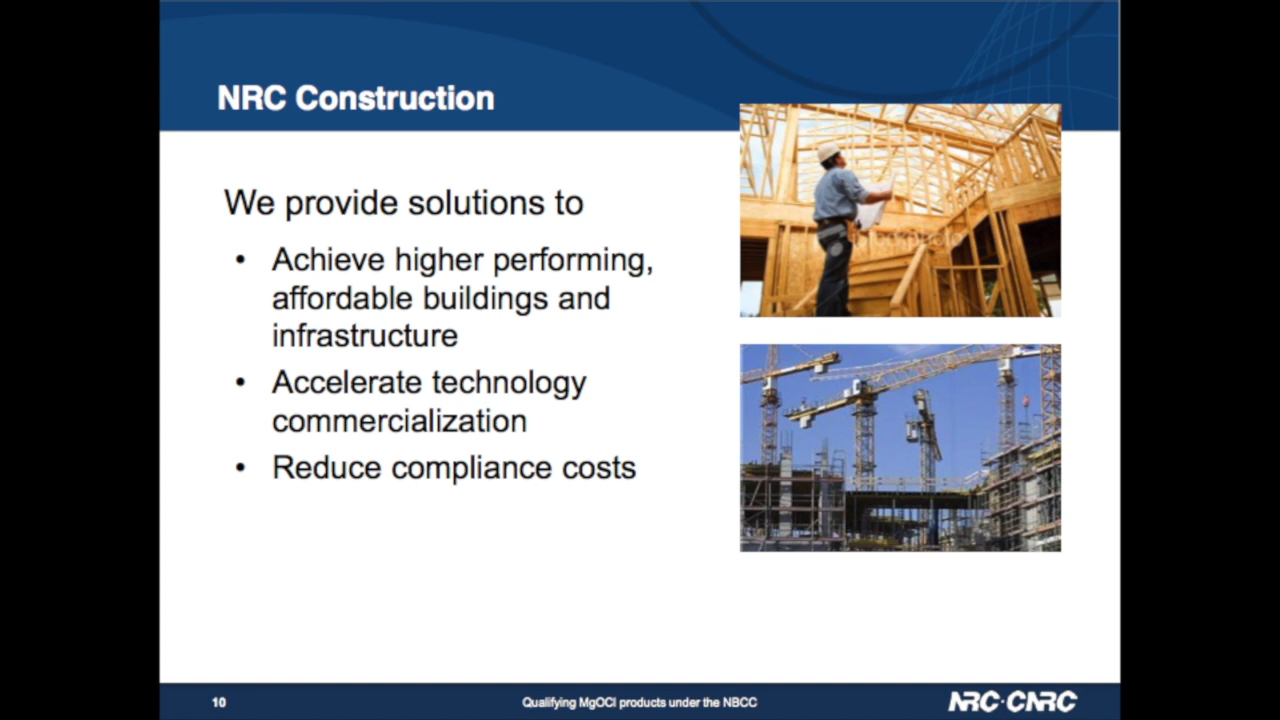 NRC Construction
We provide solutions to
• Achieve higher performing,
affordable buildings and
infrastructure
• Accelerate technology
commercialization
• Reduce compliance costs
10
Qualifying MgOCl products under the NBCC
NRC·CNRC